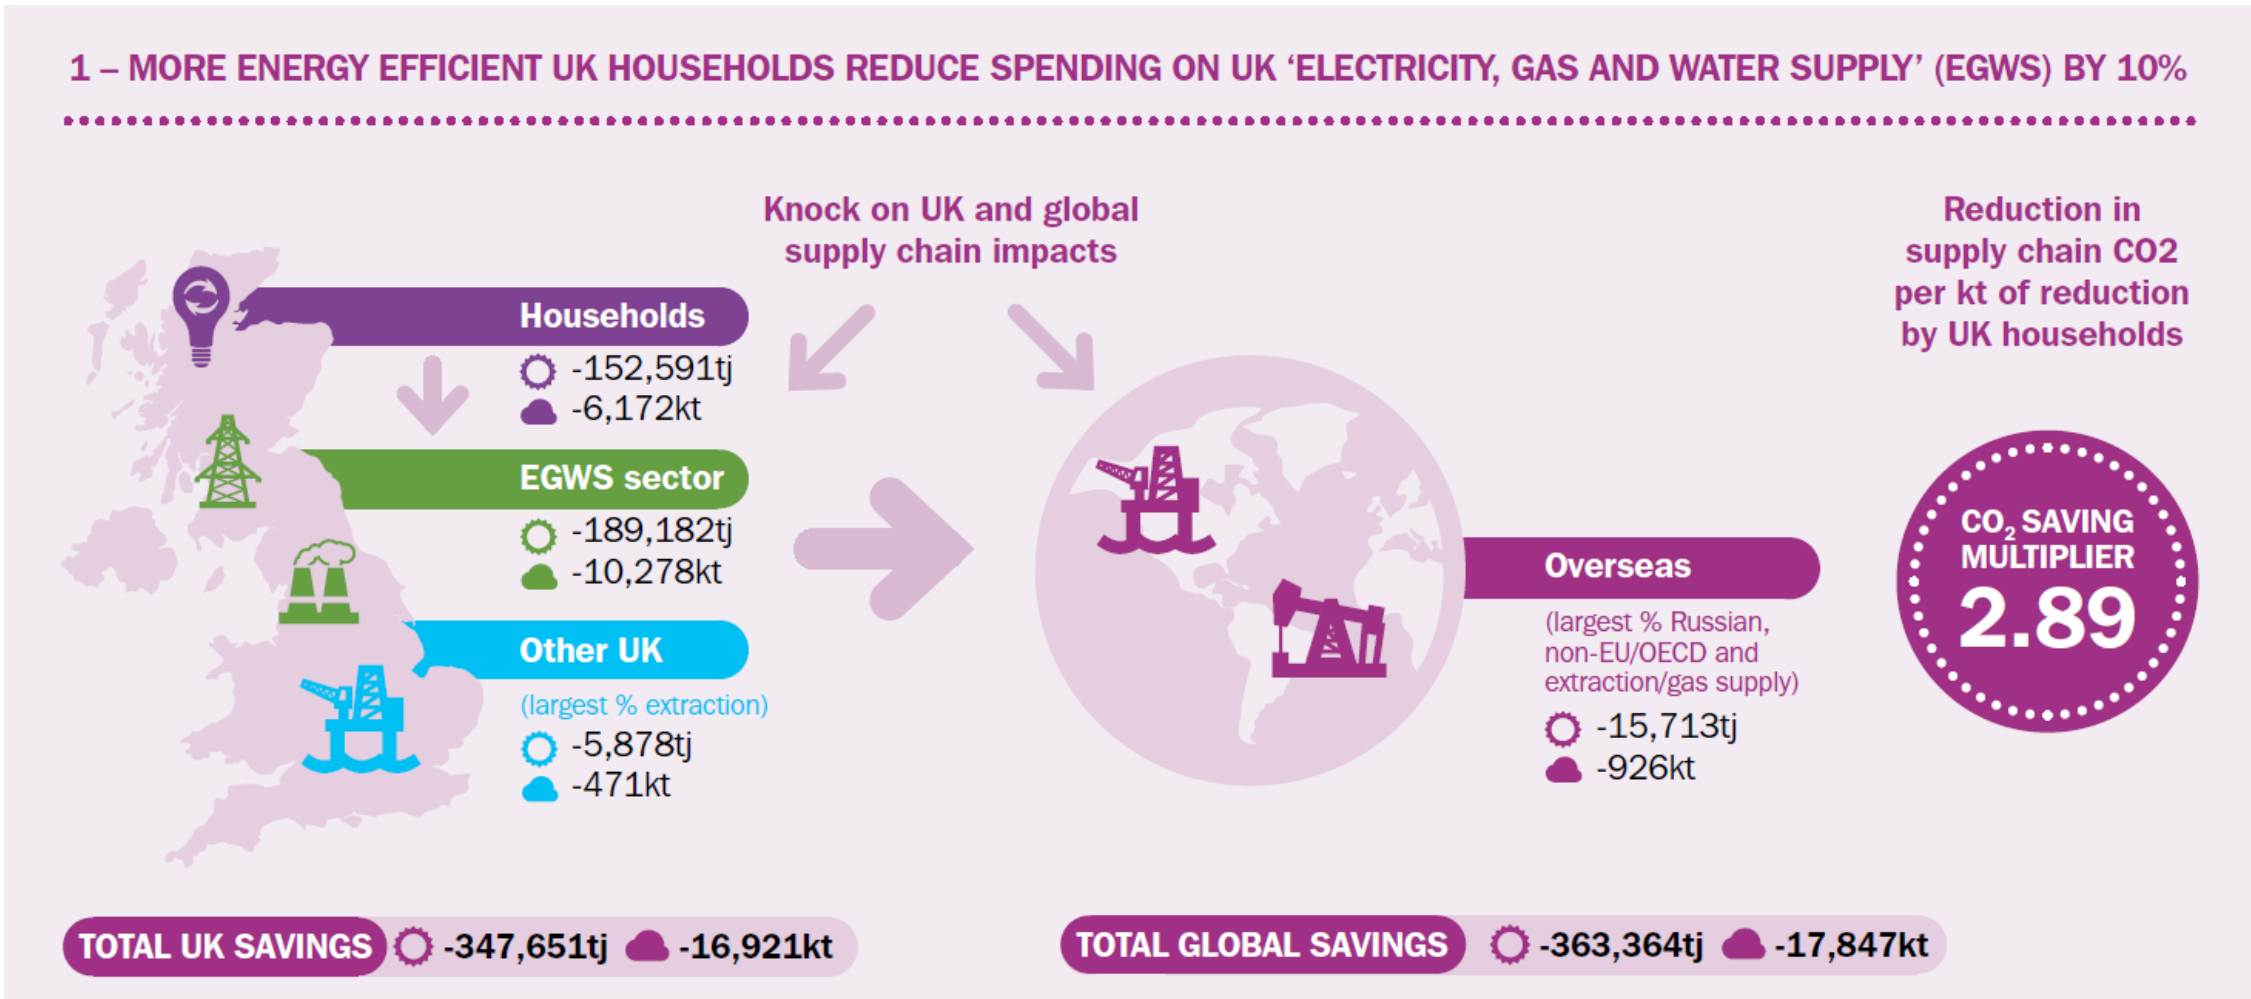 1 – MORE ENERGY EFFICIENT UK HOUSEHOLDS REDUCE SPENDING ON UK ‘ELECTRICITY, GAS AND WATER SUPPLY’ (EGWS) BY 10%
Knock on UK and global
supply chain impacts
Reduction in
supply chain CO2
per kt of reduction
by UK households
Households
-152,591tj
-6,172kt
EGWS sector
-189,182tj
-10,278kt
Other UK
(largest % extraction)
-5,878tj
-471kt
Overseas
(largest % Russian,
non-EU/OECD and
extraction/gas supply)
-15,713tj
-926kt
CO₂ SAVING
MULTIPLIER
2.89
TOTAL UK SAVINGS -347,651tj -16,921kt
TOTAL GLOBAL SAVINGS -363,364tj -17,847kt